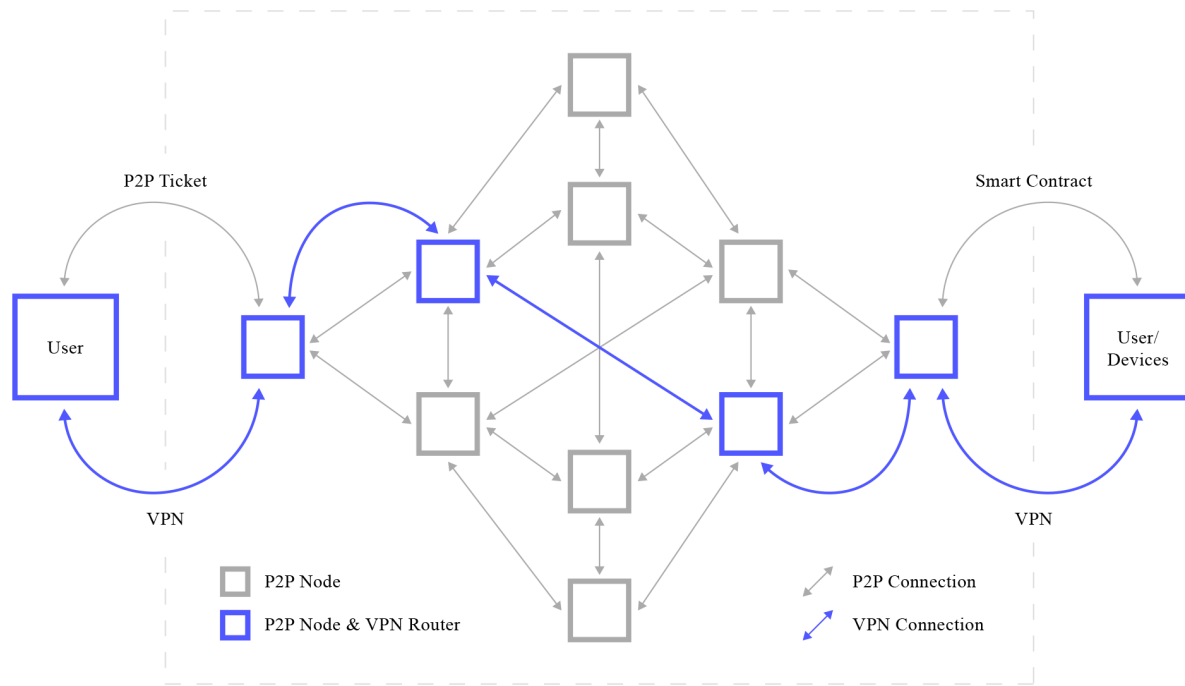 P2P Ticket
Smart Contract
User
User/
Devices
VPN
VPN
P2P Node
P2P Connection
P2P Node & VPN Router
VPN Connection